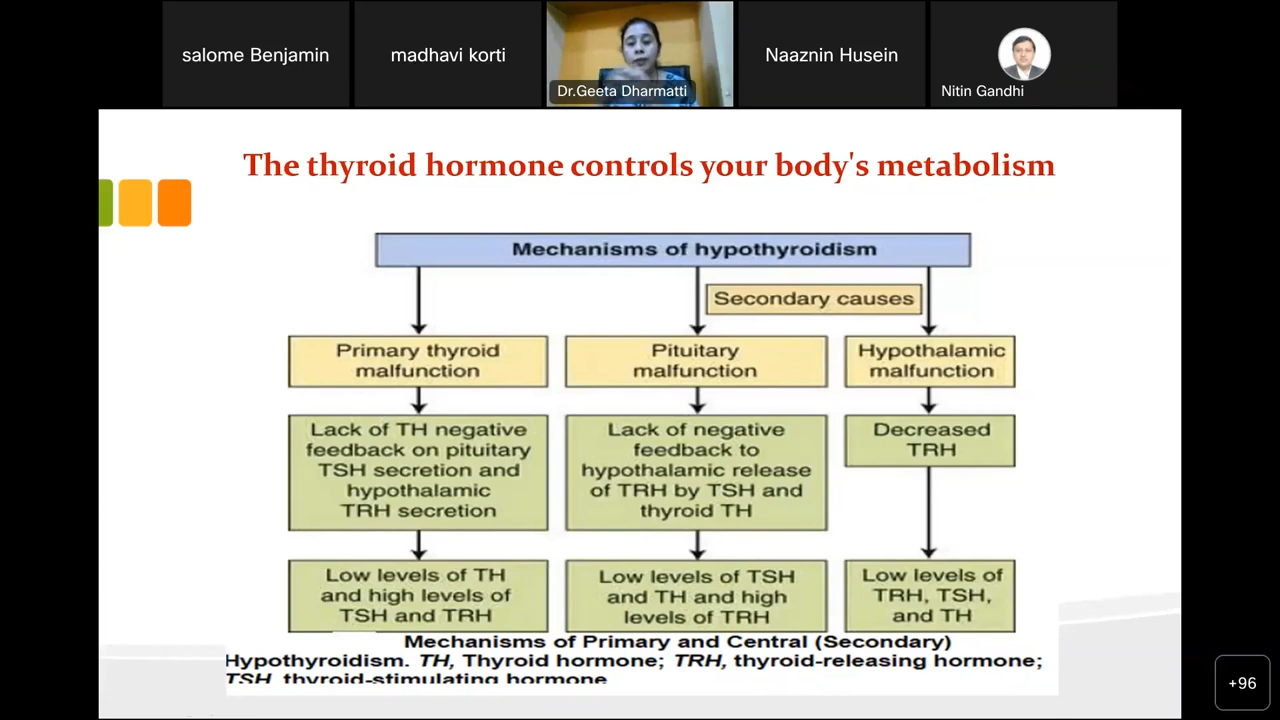 salome Benjamin
madhavi korti
Dr.Geeta Dharmatti
Naaznin Husein
Nitin Gandhi
The thyroid hormone controls your body's metabolism
Mechanisms of hypothyroidism
Secondary causes
Primary thyroid
malfunction
Pituitary
malfunction
Hypothalamic
malfunction
Lack of TH negative
feedback on pituitary
TSH secretion and
hypothalamic
TRH secretion
Lack of negative
feedback to
hypothalamic release
of TRH by TSH and
thyroid TH
Decreased
TRH
Low levels of TH
and high levels of
TSH and TRH
Low levels of TSH
and TH and high
levels of TRH
Low levels of
TRH, TSH,
and TH
Mechanisms of Primary and Central (Secondary)
Hypothyroidism. TH, Thyroid hormone; TRH, thyroid-releasing hormone;
TSH, thyroid-stimulating hormone
+96